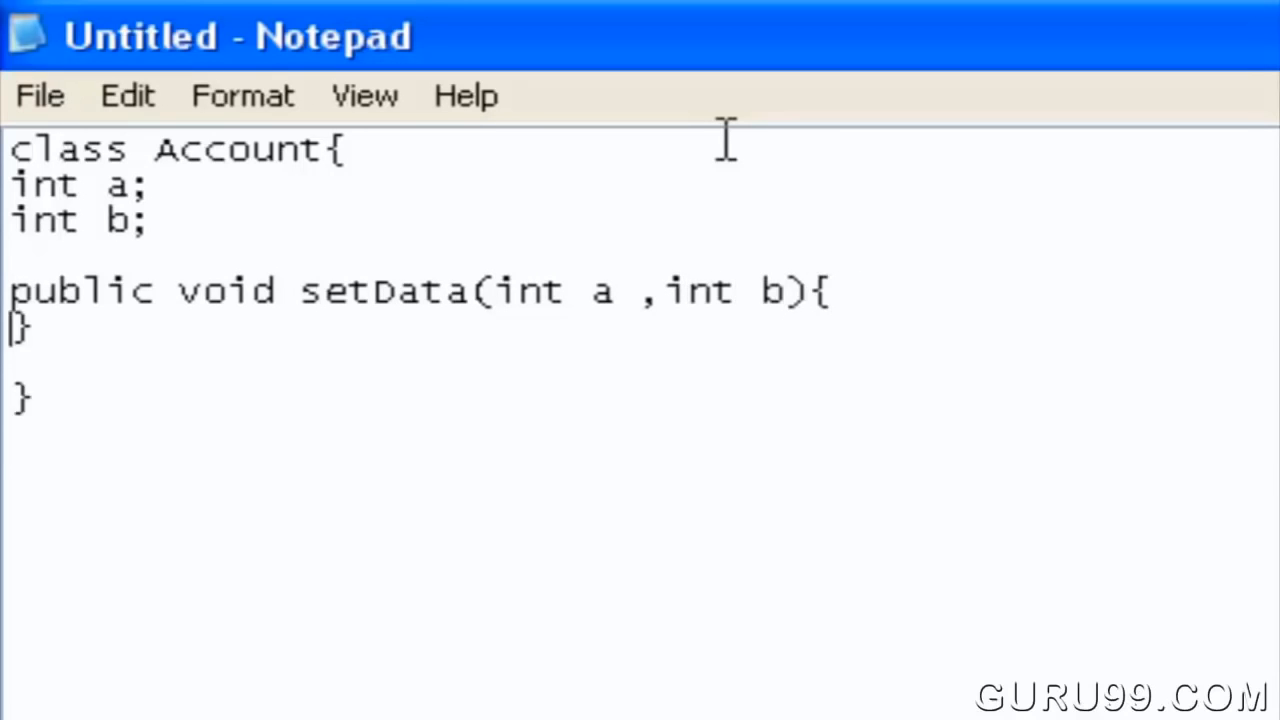 Untitled - Notepad
File Edit Format View Help
class Account{
int a;
int b;
public void setData(int a ,int b){
}
}
GURU99.COM